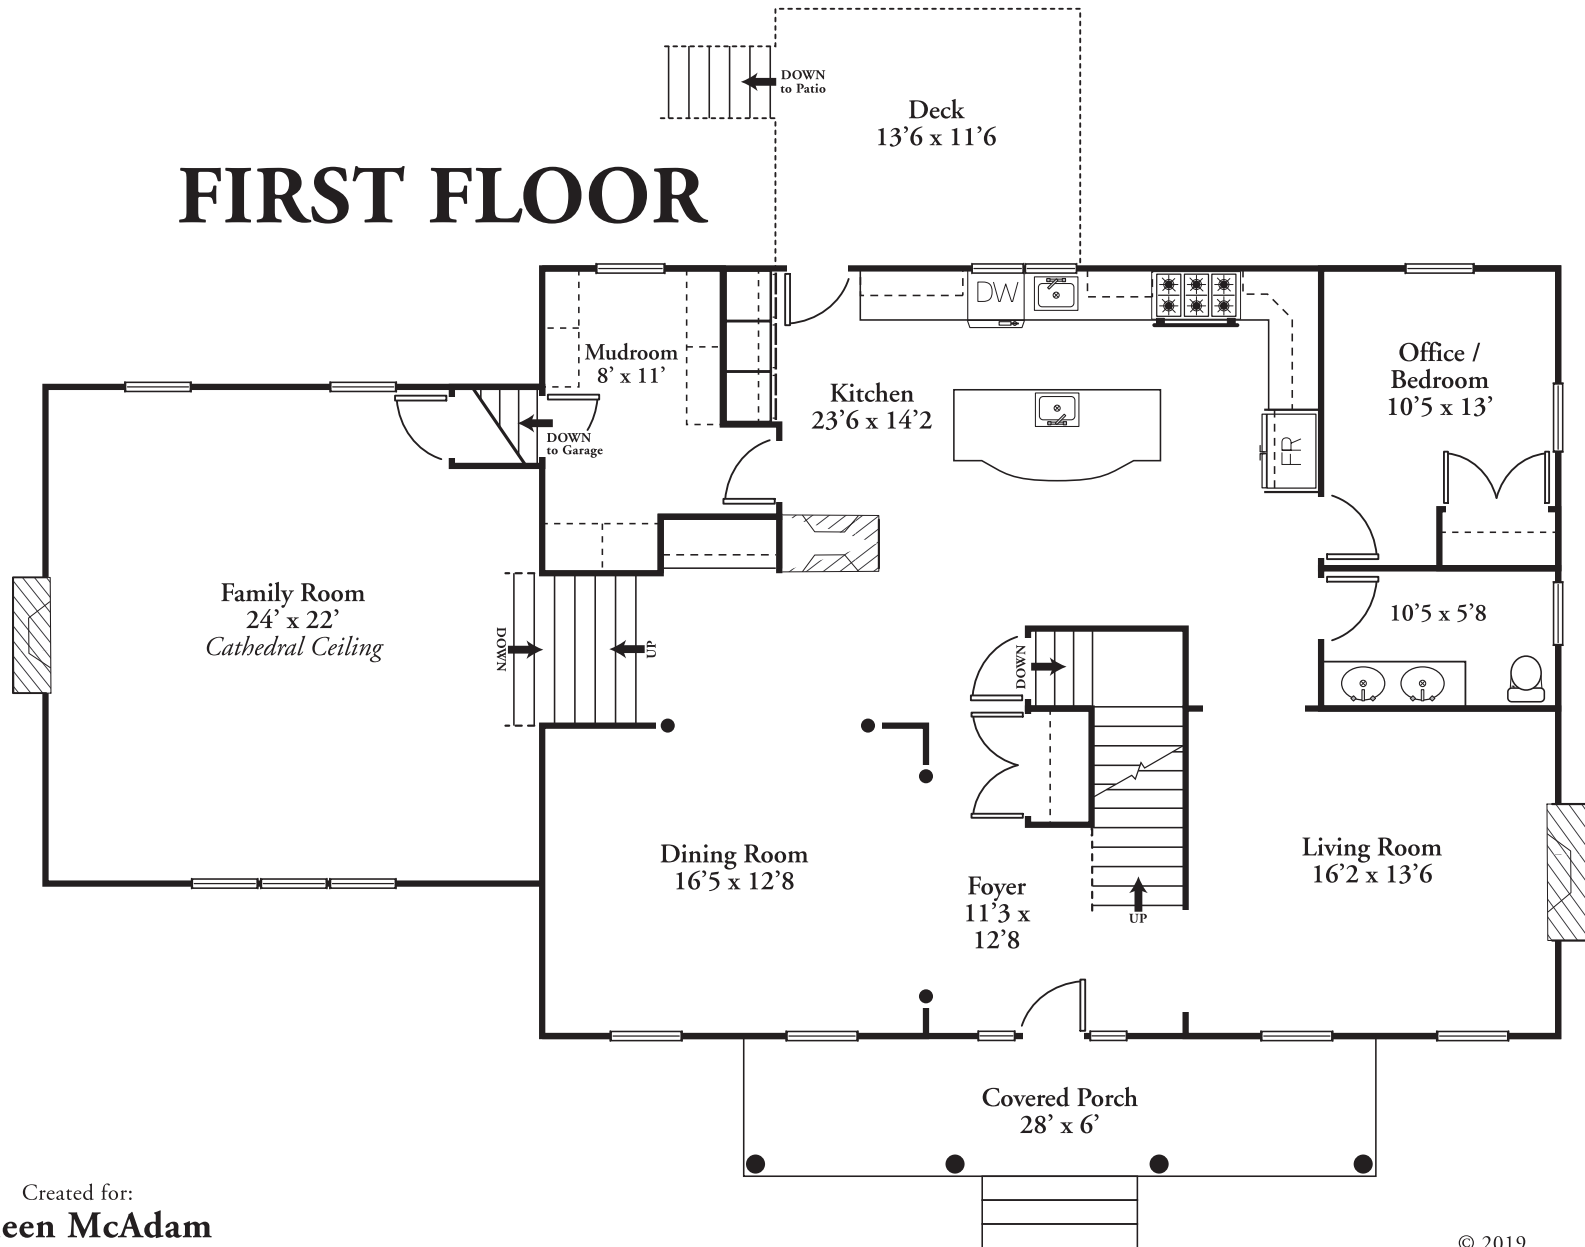 DOWN
to Patio
Deck
13’6 x 11’6
FIRST FLOOR
DW
Mudroom
8’ x 11’
Kitchen
23’6 x 14’2
Office /
Bedroom
10’5 x 13’
DOWN
to Garage
FR
Family Room
24’ x 22’
Cathedral Ceiling
DOWN
UP
DOWN
10’5 x 5’8
Dining Room
16’5 x 12’8
Foyer
11’3 x
12’8
UP
Living Room
16’2 x 13’6
Covered Porch
28’ x 6’
Created for:
een McAdam
© 2019